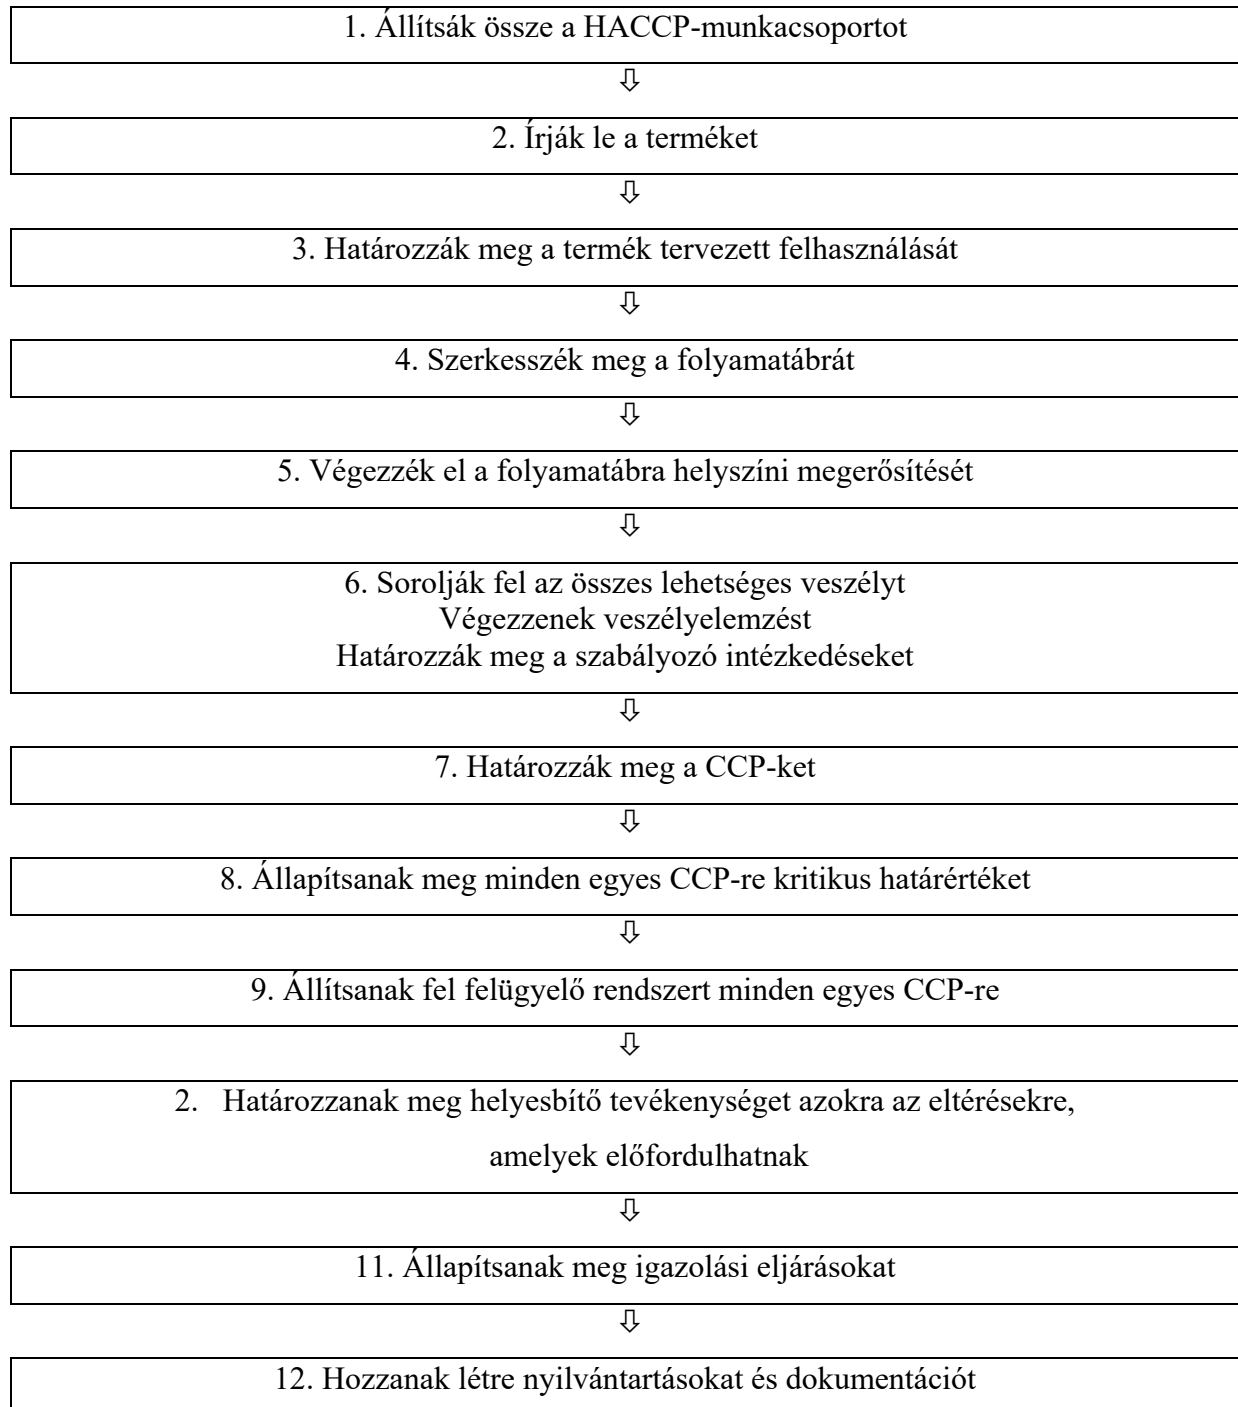 1. Állítsák össze a HACCP-munkacsoportot
⇩
2. Írják le a terméket
⇩
3. Határozzák meg a termék tervezett felhasználását
⇩
4. Szerkesszék meg a folyamatábrát
⇩
5. Végezzék el a folyamatábra helyszíni megerősítését
⇩
6. Sorolják fel az összes lehetséges veszélyt
Végezzenek veszélyelemzést
Határozzák meg a szabályozó intézkedéseket
⇩
7. Határozzák meg a CCP-ket
⇩
8. Állapítsanak meg minden egyes CCP-re kritikus határértéket
⇩
9. Állítsanak fel felügyelő rendszert minden egyes CCP-re
⇩
2. Határozzanak meg helyesbítő tevékenységet azokra az eltérésekre,
amelyek előfordulhatnak
⇩
11. Állapítsanak meg igazolási eljárásokat
⇩
12. Hozzanak létre nyilvántartásokat és dokumentációt